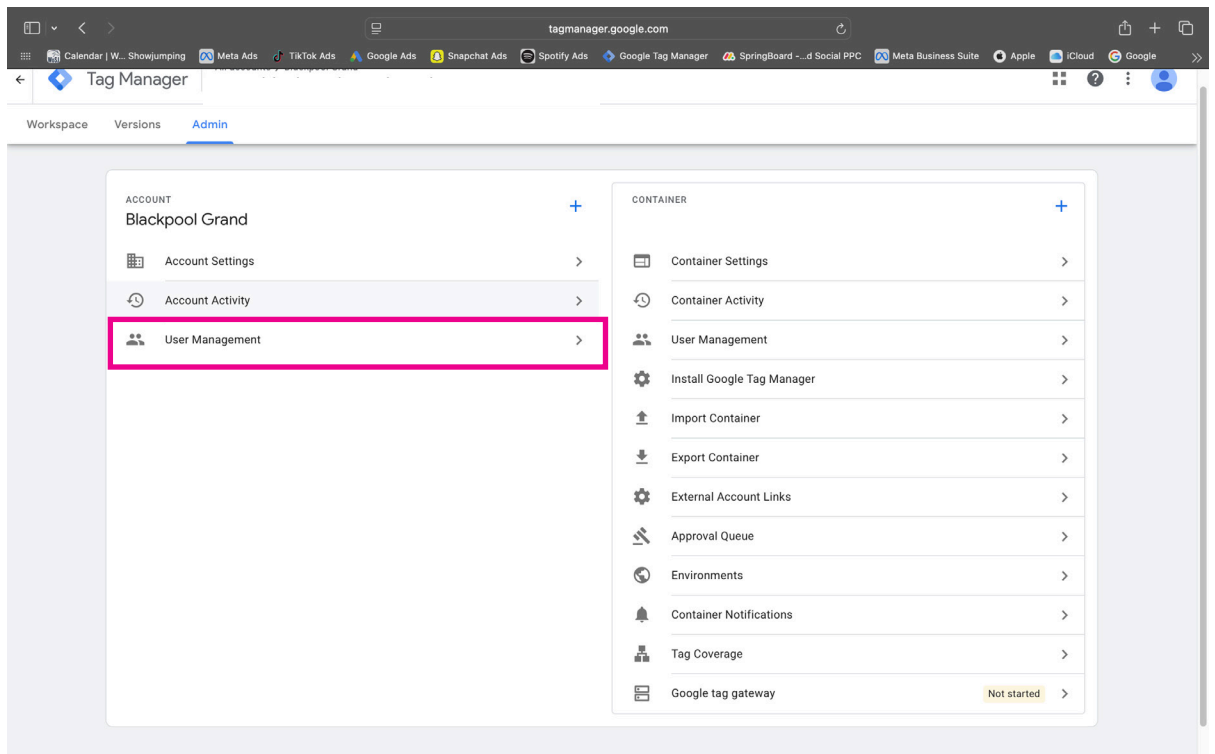 tagmanager.google.com
Calendar | W... Showjumping
Meta Ads
TikTok Ads
Google Ads
Snapchat Ads
Spotify Ads
Google Tag Manager
SpringBoard -...d Social PPC
Meta Business Suite
Apple
iCloud
Google
Tag Manager
Workspace
Versions
Admin
ACCOUNT
Blackpool Grand
Account Settings
Account Activity
User Management
CONTAINER
Container Settings
Container Activity
User Management
Install Google Tag Manager
Import Container
Export Container
External Account Links
Approval Queue
Environments
Container Notifications
Tag Coverage
Google tag gateway
Not started